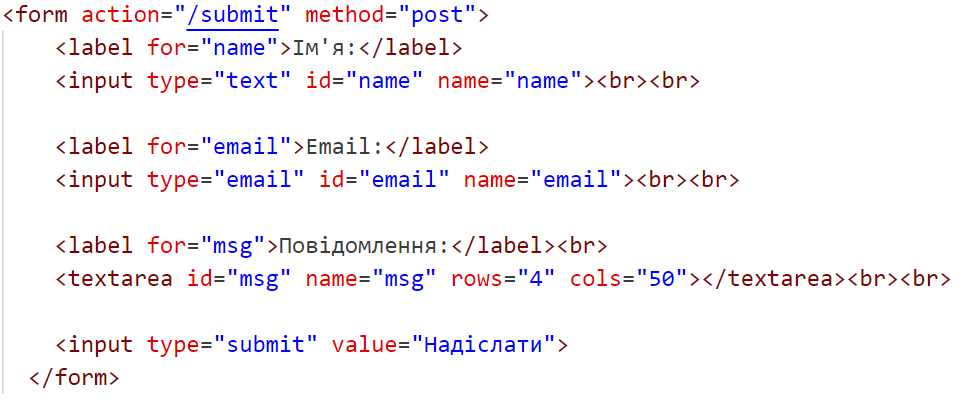 <form action="/submit" method="post">
<label for="name">Ім'я:</label>
<input type="text" id="name" name="name"><br><br>
<label for="email">Email:</label>
<input type="email" id="email" name="email"><br><br>
<label for="msg">Повідомлення:</label><br>
<textarea id="msg" name="msg" rows="4" cols="50"></textarea><br><br>
<input type="submit" value="Надіслати">
</form>